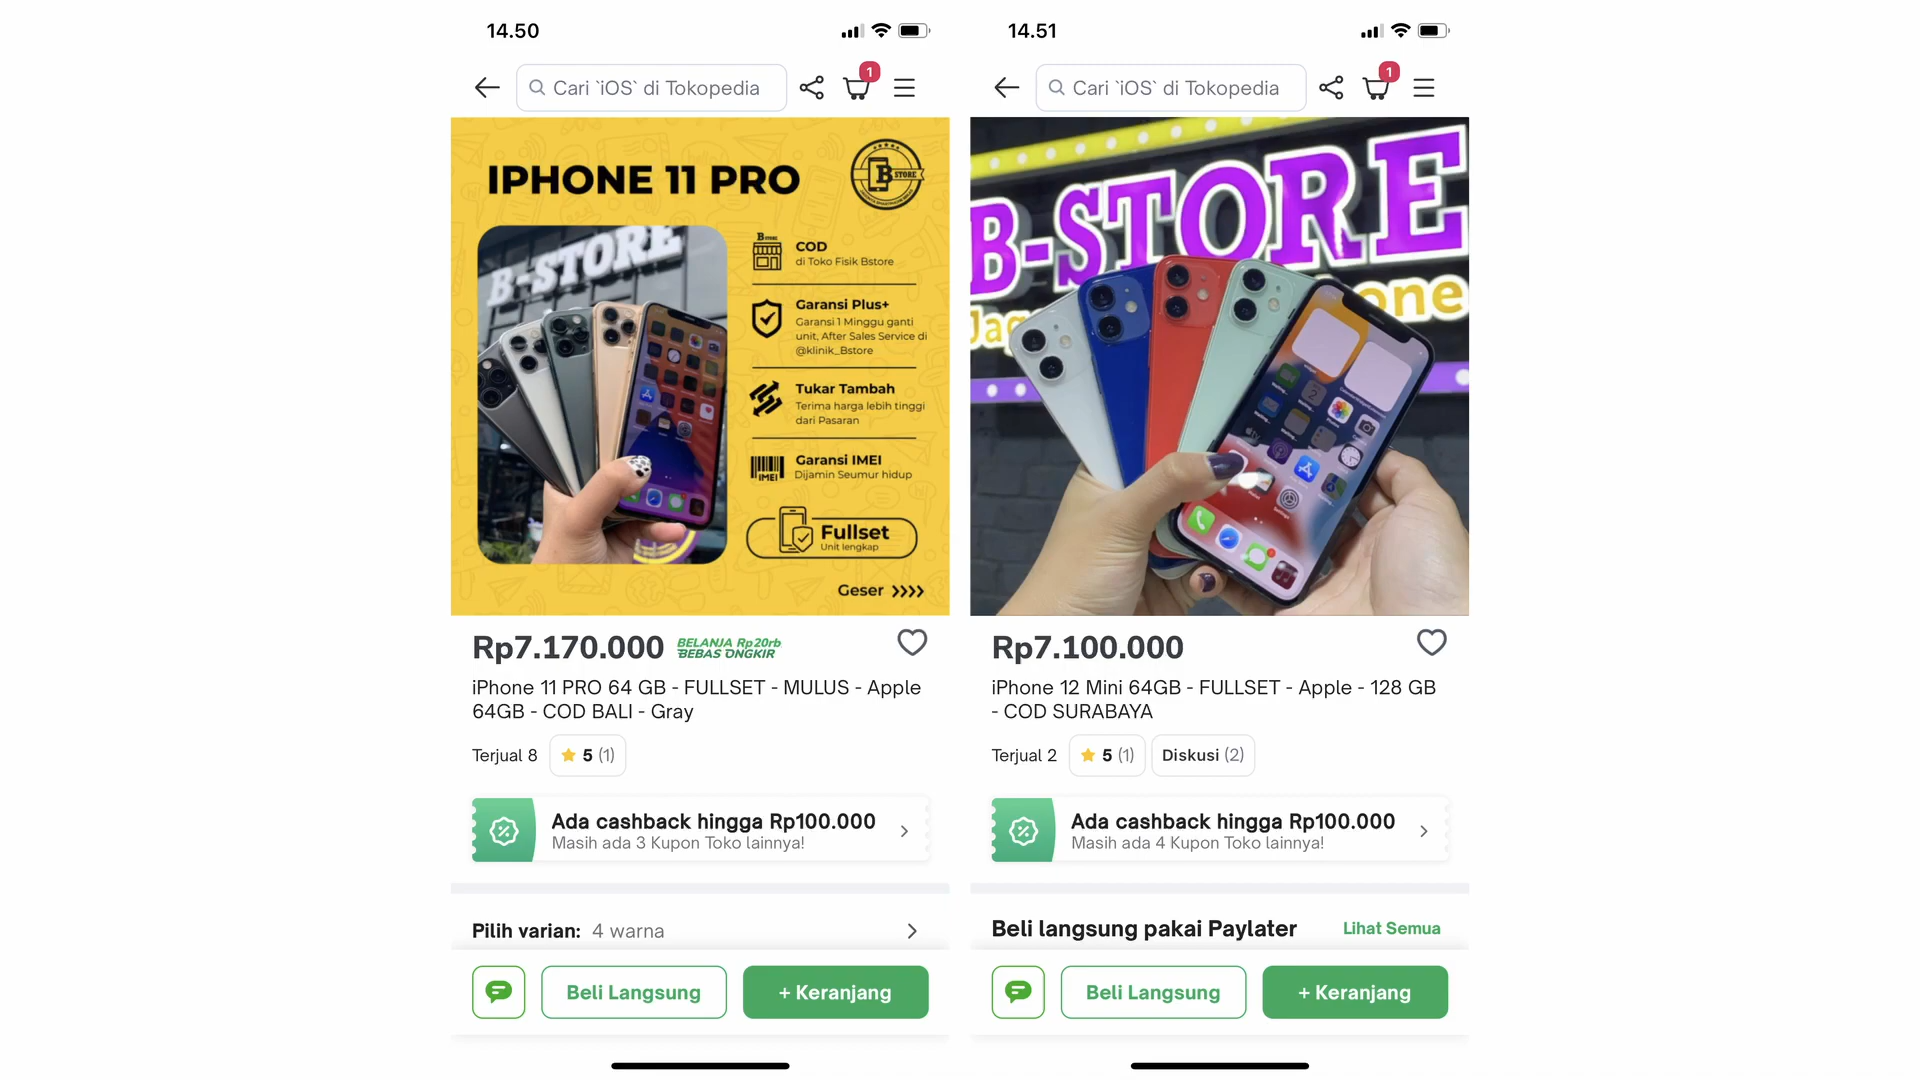 14.50
Cari `iOS` di Tokopedia
1
IPHONE 11 PRO
B STORE
B-STORE
B STORE
COD
di Toko Fisik Bstore
Garansi Plus+
Garansi 1 Minggu ganti
unit, After Sales Service di
@klinik_Bstore
Tukar Tambah
Terima harga lebih tinggi
dari Pasaran
IMEI
Garansi IMEI
Dijamin Seumur hidup
Fullset
Unit lengkap
Geser >>>>
Rp7.170.000
BELANJA Rp20rb
BEBAS ONGKIR
iPhone 11 PRO 64 GB - FULLSET - MULUS - Apple
64GB - COD BALI - Gray
Terjual 8
5 (1)
Ada cashback hingga Rp100.000
Masih ada 3 Kupon Toko lainnya!
Pilih varian: 4 warna
Beli Langsung
+ Keranjang
14.51
Cari `iOS` di Tokopedia
1
B-STORE
Jag one
Rp7.100.000
iPhone 12 Mini 64GB - FULLSET - Apple - 128 GB
- COD SURABAYA
Terjual 2
5 (1)
Diskusi (2)
Ada cashback hingga Rp100.000
Masih ada 4 Kupon Toko lainnya!
Beli langsung pakai Paylater
Lihat Semua
Beli Langsung
+ Keranjang